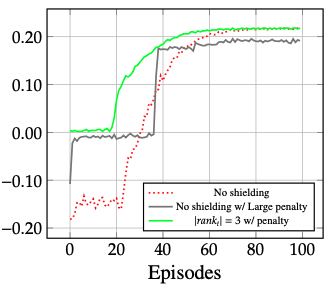 0.20
0.10
0.00
−0.10
−0.20
0 20 40 60 80 100
No shielding
No shielding w/ Large penalty
|rankₜ| = 3 w/ penalty
Episodes